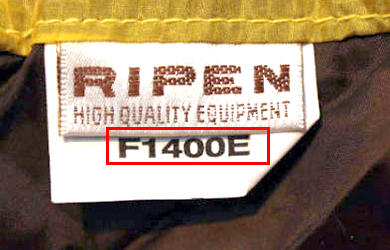 RIPEN
HIGH QUALITY EQUIPMENT
F1400E